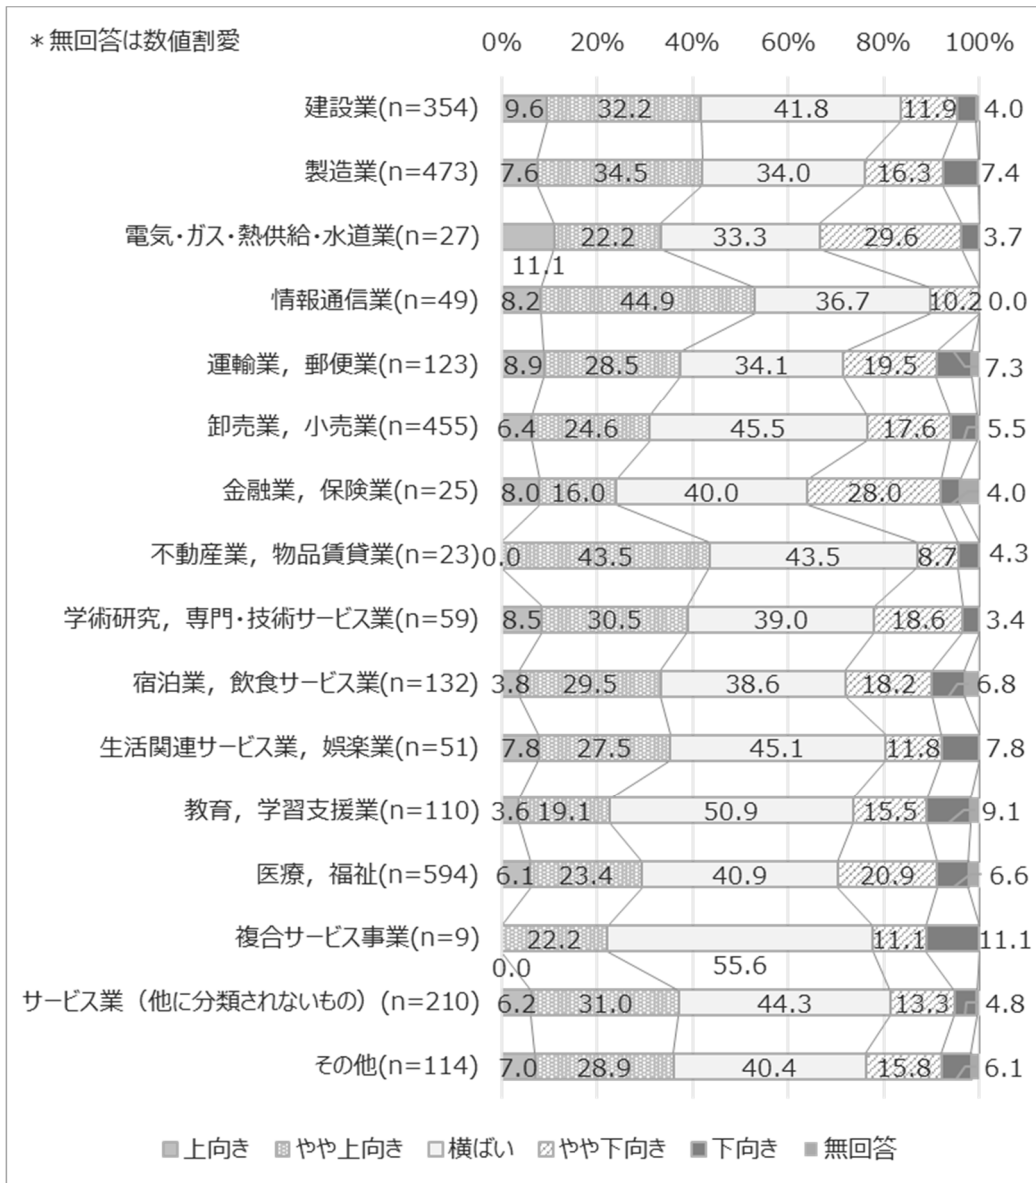 ＊無回答は数値割愛 0% 20% 40% 60% 80% 100%
建設業(n=354) 9.6 32.2 41.8 11.9 4.0
製造業(n=473) 7.6 34.5 34.0 16.3 7.4
電気・ガス・熱供給・水道業(n=27) 22.2 33.3 29.6 3.7
11.1
情報通信業(n=49) 8.2 44.9 36.7 10.2 0.0
運輸業，郵便業(n=123) 8.9 28.5 34.1 19.5 7.3
卸売業，小売業(n=455) 6.4 24.6 45.5 17.6 5.5
金融業，保険業(n=25) 8.0 16.0 40.0 28.0 4.0
不動産業，物品賃貸業(n=23) 0.0 43.5 43.5 8.7 4.3
学術研究，専門・技術サービス業(n=59) 8.5 30.5 39.0 18.6 3.4
宿泊業，飲食サービス業(n=132) 3.8 29.5 38.6 18.2 6.8
生活関連サービス業，娯楽業(n=51) 7.8 27.5 45.1 11.8 7.8
教育，学習支援業(n=110) 3.6 19.1 50.9 15.5 9.1
医療，福祉(n=594) 6.1 23.4 40.9 20.9 6.6
複合サービス事業(n=9) 22.2 11.1 11.1
0.0 55.6
サービス業（他に分類されないもの）(n=210) 6.2 31.0 44.3 13.3 4.8
その他(n=114) 7.0 28.9 40.4 15.8 6.1
上向き やや上向き 横ばい やや下向き 下向き 無回答